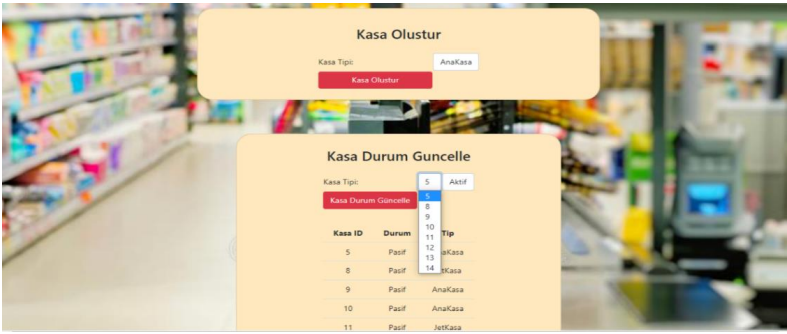 Kasa Olustur
Kasa Tipi: AnaKasa
Kasa Olustur
Kasa Durum Guncelle
Kasa Tipi: 5 Aktif
Kasa Durum Güncelle
5
8
9
10
11
12
13
14
Kasa ID Durum Tip
5 Pasif aKasa
8 Pasif tKasa
9 Pasif AnaKasa
10 Pasif AnaKasa
11 Pasif JetKasa